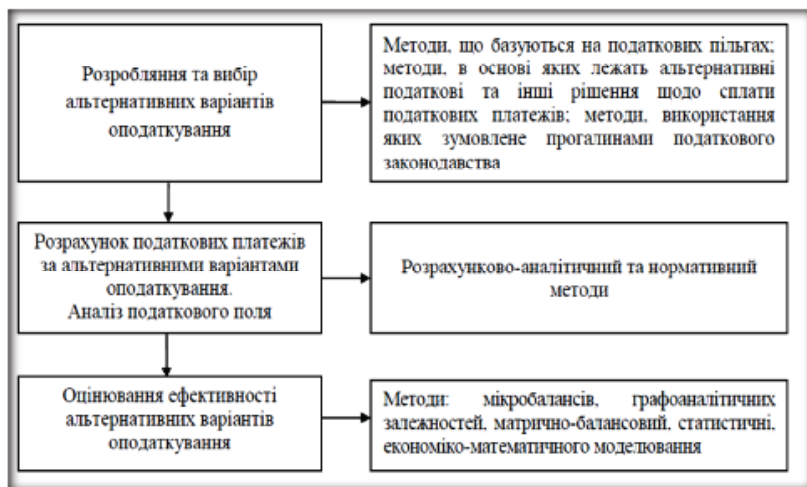 Розробляння та вибір
альтернативних варіантів
оподаткування
Методи, що базуються на податкових пільгах;
методи, в основі яких лежать альтернативні
податкові та інші рішення щодо сплати
податкових платежів; методи, використання
яких зумовлене прогалинами податкового
законодавства
Розрахунок податкових платежів
за альтернативними варіантами
оподаткування.
Аналіз податкового поля
Розрахунково-аналітичний та нормативний
методи
Оцінювання ефективності
альтернативних варіантів
оподаткування
Методи: мікробалансів, графоаналітичних
залежностей, матрично-балансовий, статистичні,
економіко-математичного моделювання